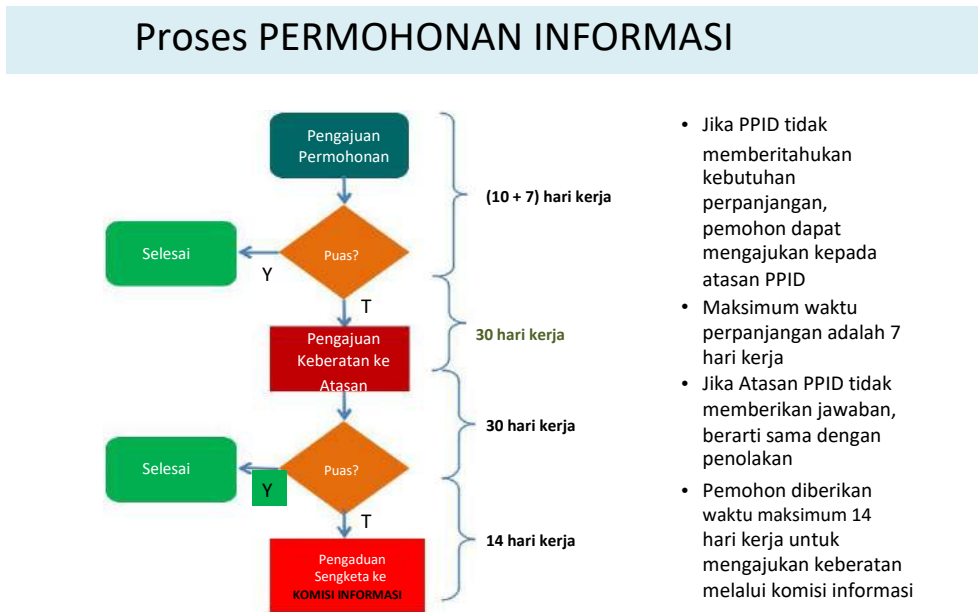 Proses PERMOHONAN INFORMASI
Pengajuan
Permohonan
(10 + 7) hari kerja
Selesai
Puas?
Y
T
Pengajuan
Keberatan ke
Atasan
30 hari kerja
30 hari kerja
Selesai
Puas?
Y
T
Pengaduan
Sengketa ke
KOMISI INFORMASI
14 hari kerja
• Jika PPID tidak
memberitahukan
kebutuhan
perpanjangan,
pemohon dapat
mengajukan kepada
atasan PPID
• Maksimum waktu
perpanjangan adalah 7
hari kerja
• Jika Atasan PPID tidak
memberikan jawaban,
berarti sama dengan
penolakan
• Pemohon diberikan
waktu maksimum 14
hari kerja untuk
mengajukan keberatan
melalui komisi informasi